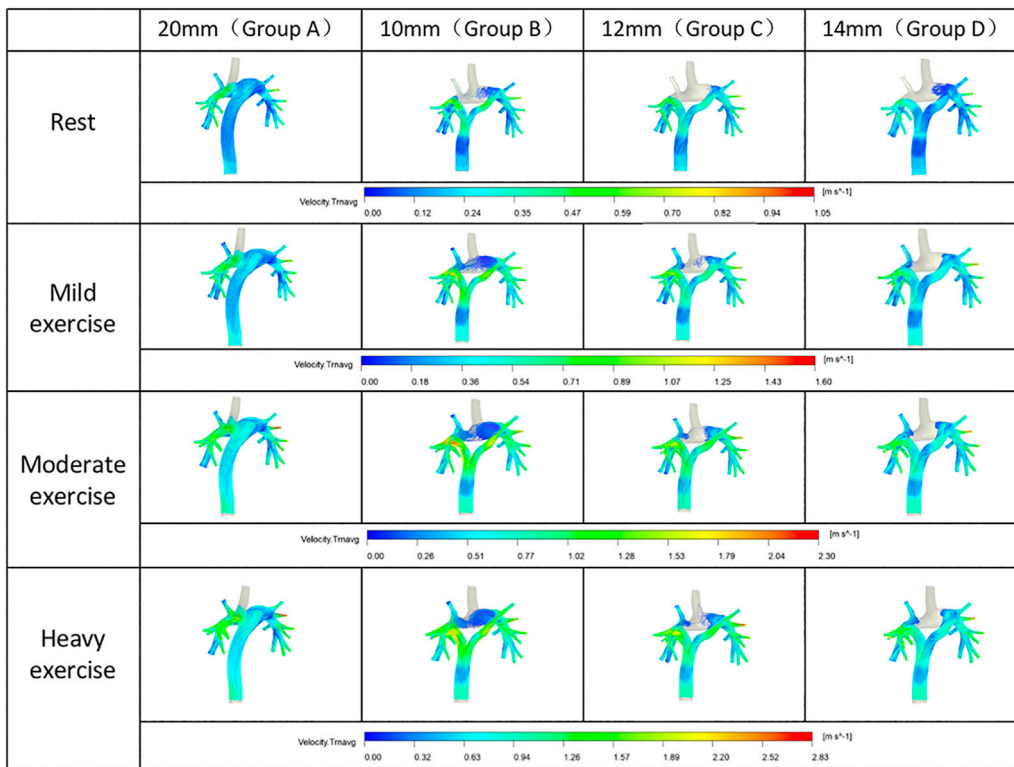 20mm（Group A） 10mm（Group B） 12mm（Group C） 14mm（Group D）
Rest
Velocity.Trnavg [m s^-1]
0.00 0.12 0.24 0.35 0.47 0.59 0.70 0.82 0.94 1.05
Mild
exercise
Velocity.Trnavg [m s^-1]
0.00 0.18 0.36 0.54 0.71 0.89 1.07 1.25 1.43 1.60
Moderate
exercise
Velocity.Trnavg [m s^-1]
0.00 0.26 0.51 0.77 1.02 1.28 1.53 1.79 2.04 2.30
Heavy
exercise
Velocity.Trnavg [m s^-1]
0.00 0.32 0.63 0.94 1.26 1.57 1.89 2.20 2.52 2.83